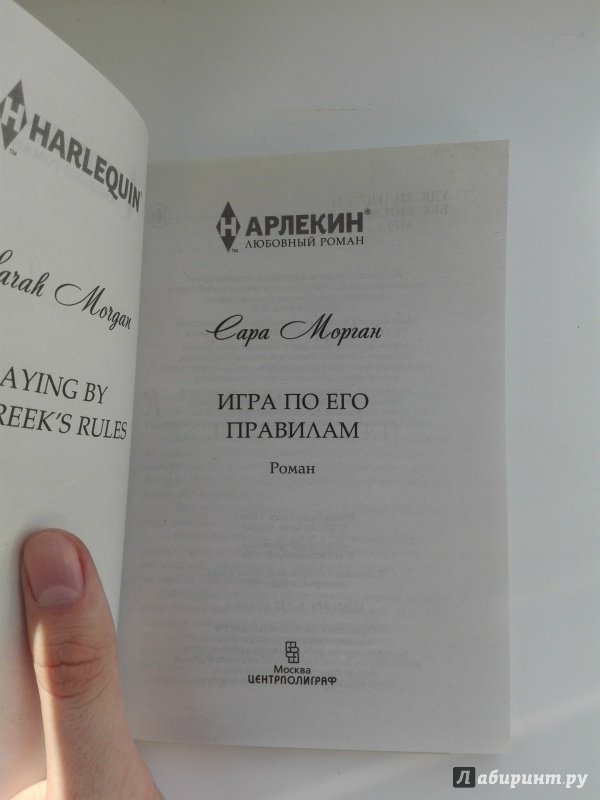 HARLEQUIN®
Sarah Morgan
AYING BY
REEK'S RULES
АРЛЕКИН®
ЛЮБОВНЫЙ РОМАН
Сара Морган
ИГРА ПО ЕГО
ПРАВИЛАМ
Роман
Москва
ЦЕНТРПОЛИГРАФ
Лабиринт.ру